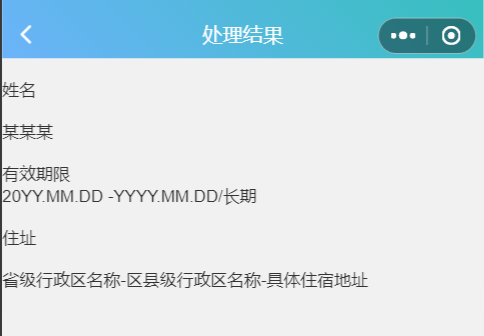 处理结果
姓名
某某某
有效期限
20YY.MM.DD -YYYY.MM.DD/长期
住址
省级行政区名称-区县级行政区名称-具体住宿地址